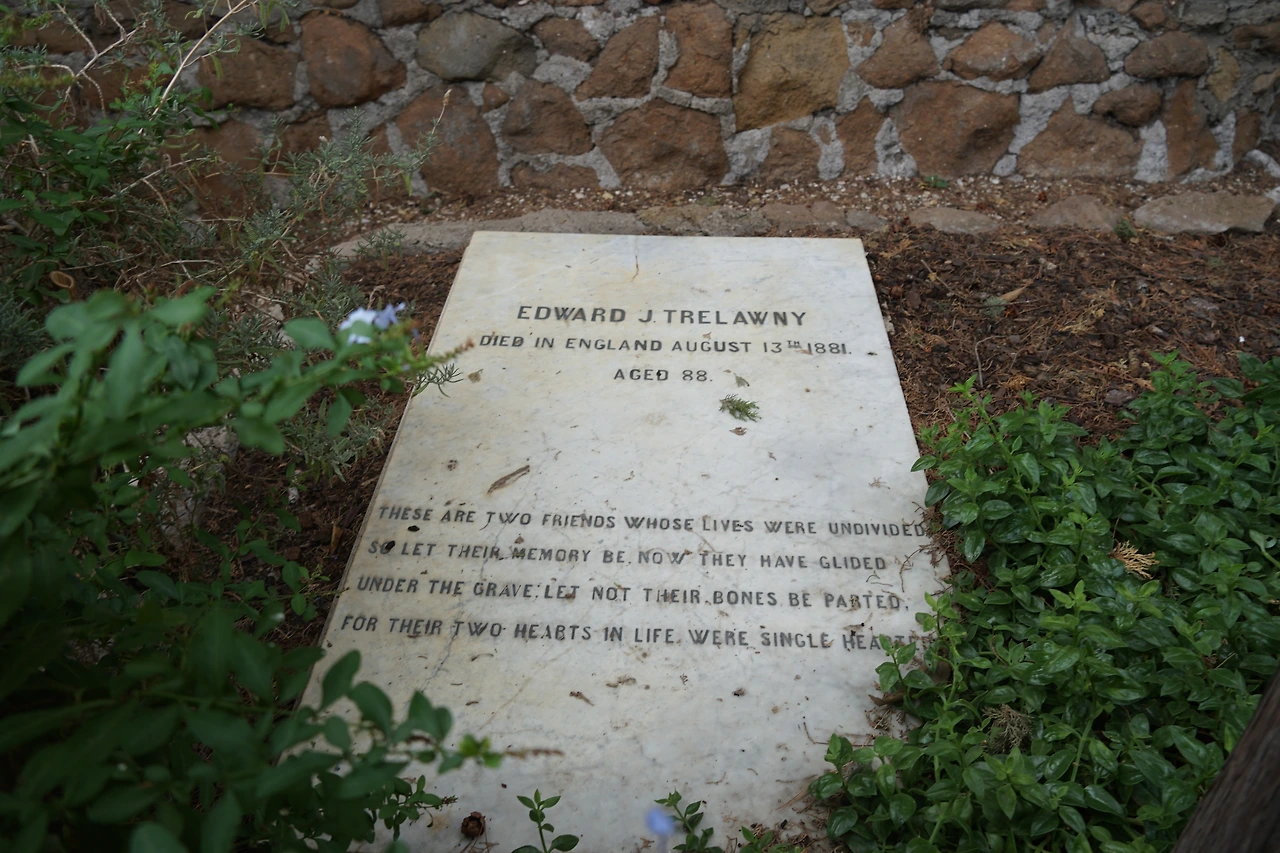 EDWARD J. TRELAWNY
DIED IN ENGLAND AUGUST 13TH 1881.
AGED 88.
THESE ARE TWO FRIENDS WHOSE LIVES WERE UNDIVIDED
SO LET THEIR MEMORY BE, NOW THEY HAVE GLIDED
UNDER THE GRAVE; LET NOT THEIR BONES BE PARTED,
FOR THEIR TWO HEARTS IN LIFE WERE SINGLE HEARTED